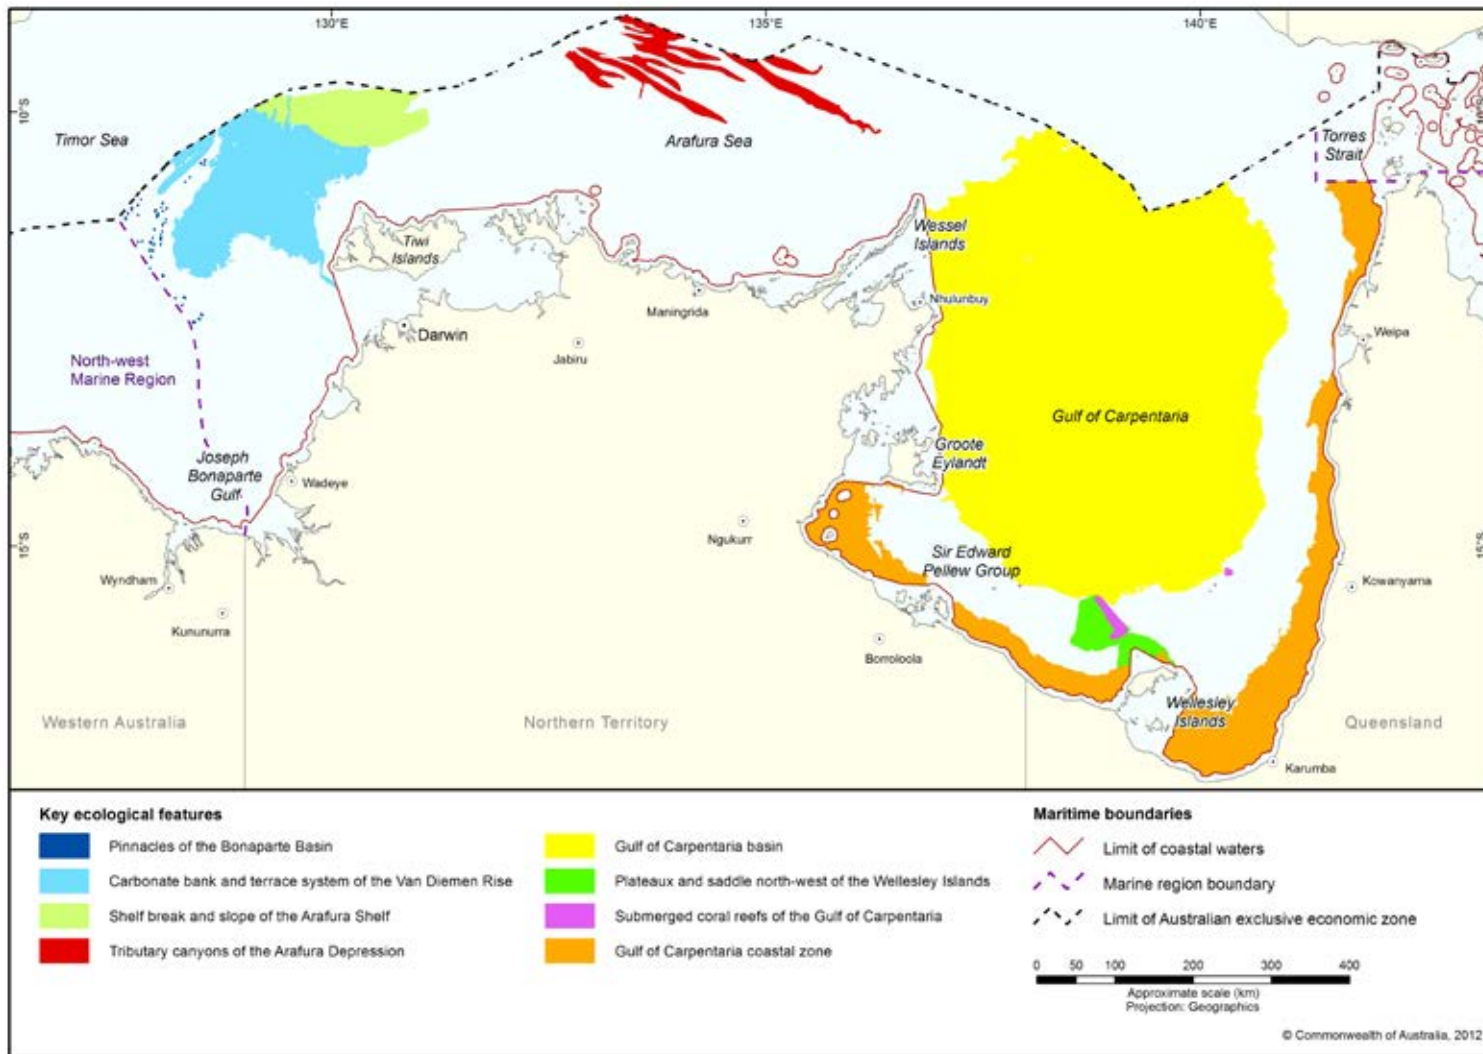 130°E
135°E
140°E
10°S
10°S
Timor Sea
Arafura Sea
Torres
Strait
Tiwi
Islands
Wessel
Islands
Nhulunbuy
Maningrida
Darwin
Jabiru
Weipa
North-west
Marine Region
Gulf of Carpentaria
Groote
Eylandt
Joseph
Bonaparte
Gulf
Wadeye
Ngukurr
15°S
15°S
Sir Edward
Pellew Group
Wyndham
Kowanyama
Kununurra
Borroloola
Wellesley
Islands
Western Australia
Northern Territory
Queensland
Karumba
Key ecological features
Pinnacles of the Bonaparte Basin
Carbonate bank and terrace system of the Van Diemen Rise
Shelf break and slope of the Arafura Shelf
Tributary canyons of the Arafura Depression
Gulf of Carpentaria basin
Plateaux and saddle north-west of the Wellesley Islands
Submerged coral reefs of the Gulf of Carpentaria
Gulf of Carpentaria coastal zone
Maritime boundaries
Limit of coastal waters
Marine region boundary
Limit of Australian exclusive economic zone
0 50 100 200 300 400
Approximate scale (km)
Projection: Geographics
© Commonwealth of Australia, 2012